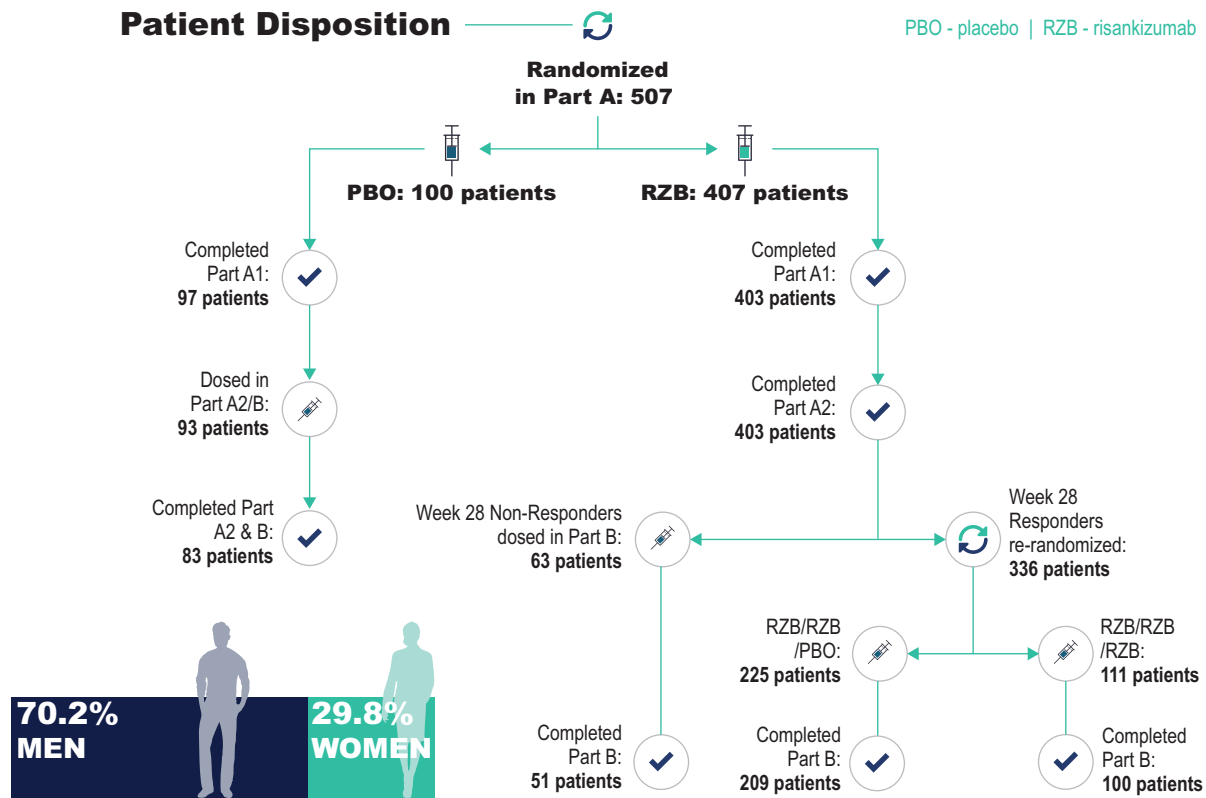 Patient Disposition
PBO - placebo | RZB - risankizumab
Randomized
in Part A: 507
PBO: 100 patients
RZB: 407 patients
Completed
Part A1:
97 patients
Dosed in
Part A2/B:
93 patients
Completed Part
A2 & B:
83 patients
Completed
Part A1:
403 patients
Completed
Part A2:
403 patients
Week 28 Non-Responders
dosed in Part B:
63 patients
Week 28
Responders
re-randomized:
336 patients
RZB/RZB
/PBO:
225 patients
RZB/RZB
/RZB:
111 patients
Completed
Part B:
51 patients
Completed
Part B:
209 patients
Completed
Part B:
100 patients
70.2%
MEN
29.8%
WOMEN